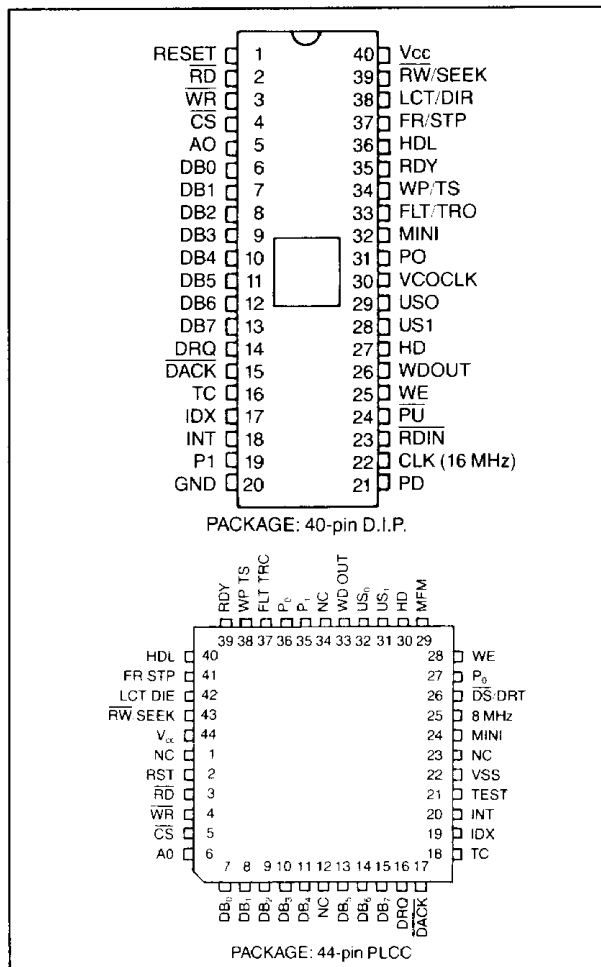 RESET 1 40 Vcc
RD 2 39 RW/SEEK
WR 3 38 LCT/DIR
CS 4 37 FR/STP
AO 5 36 HDL
DB0 6 35 RDY
DB1 7 34 WP/TS
DB2 8 33 FLT/TRO
DB3 9 32 MINI
DB4 10 31 PO
DB5 11 30 VCOCLK
DB6 12 29 USO
DB7 13 28 US1
DRQ 14 27 HD
DACK 15 26 WDOUT
TC 16 25 WE
IDX 17 24 PU
INT 18 23 RDIN
P1 19 22 CLK (16 MHz)
GND 20 21 PD
PACKAGE: 40-pin D.I.P.
RDY WP TS FLT TRC P₀ P₁ NC WD OUT US₀ US₁ HD MFM
39 38 37 36 35 34 33 32 31 30 29
HDL 40 28 WE
FR STP 41 27 P₀
LCT DIE 42 26 DS/DRT
RW SEEK 43 25 8 MHz
Vcc 44 24 MINI
NC 1 23 NC
RST 2 22 VSS
RD 3 21 TEST
WR 4 20 INT
CS 5 19 IDX
A0 6 18 TC
7 8 9 10 11 12 13 14 15 16 17
DB₀ DB₁ DB₂ DB₃ DB₄ NC DB₅ DB₆ DB₇ DRQ DACK
PACKAGE: 44-pin PLCC